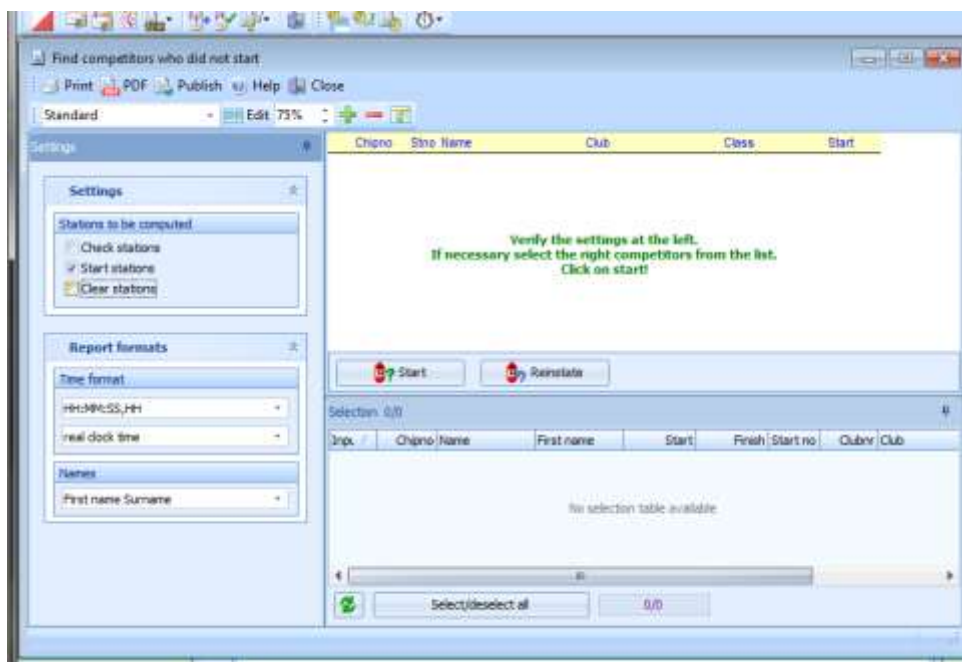 Find competitors who did not start
Print PDF Publish Help Close
Standard Edit 75%
Settings
Settings
Stations to be computed
Check stations
Start stations
Clear stations
Report formats
Time format
HH:MM:SS,HH
real clock time
Names
First name Surname
Chipno Stno Name Club Class Start
Verify the settings at the left.
If necessary select the right competitors from the list.
Click on start!
Start Reinstate
Selection 0/0
Inpu Chipno Name First name Start Finish Start no Clubnr Club
No selection table available
Select/deselect all 0/0